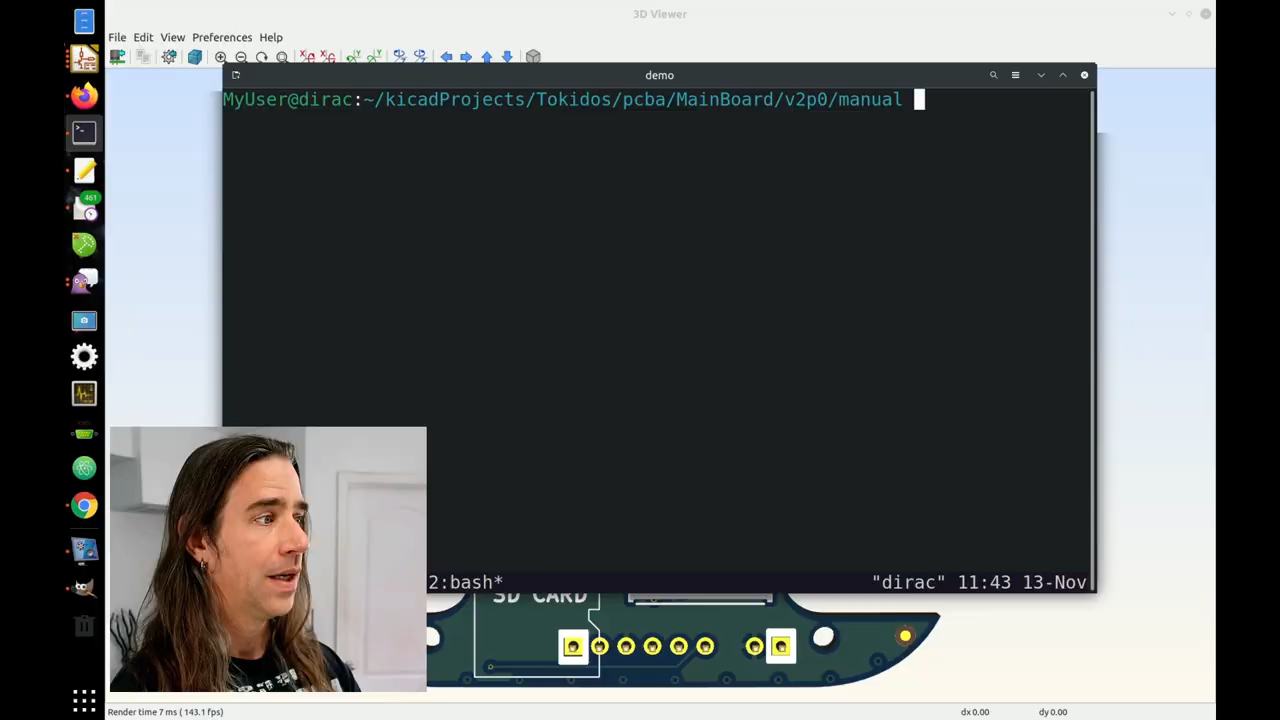 3D Viewer
File Edit View Preferences Help
demo
MyUser@dirac:~/kicadProjects/Tokidos/pcba/MainBoard/v2p0/manual
461
2:bash* "dirac" 11:43 13-Nov
SD CARD
Render time 7 ms ( 143.1 fps) dx 0.00 dy 0.00